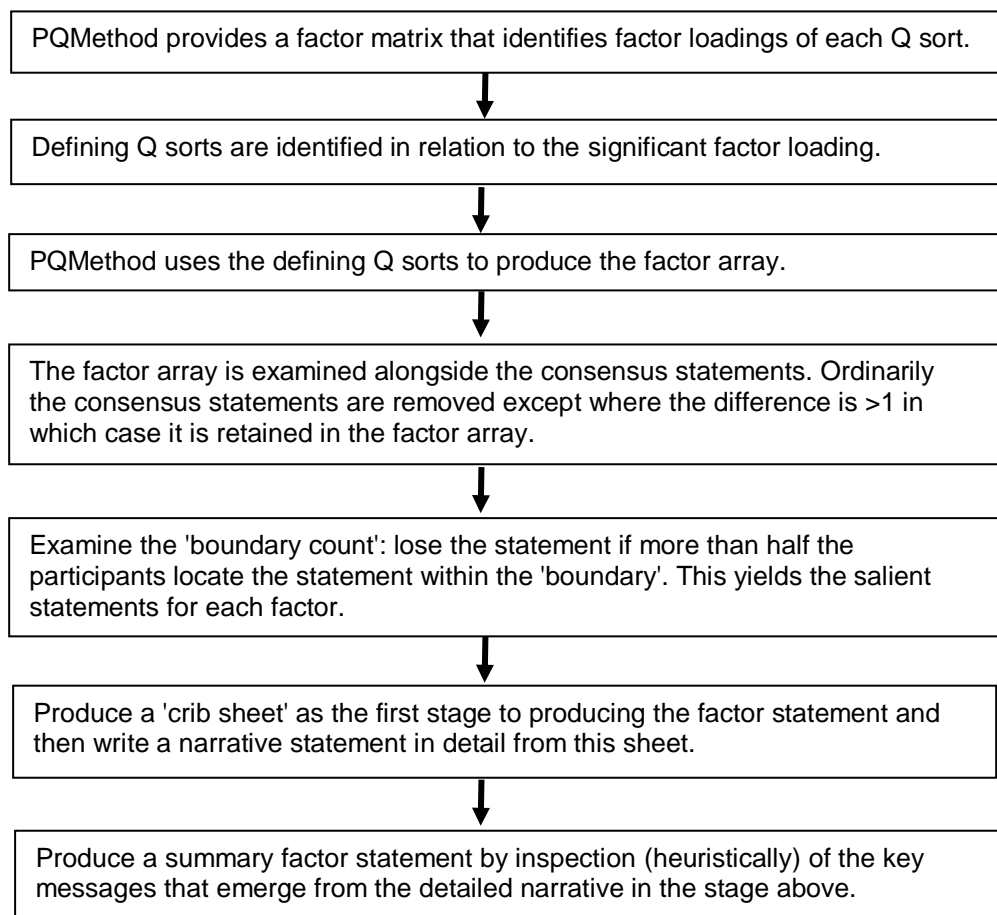 PQMethod provides a factor matrix that identifies factor loadings of each Q sort.
Defining Q sorts are identified in relation to the significant factor loading.
PQMethod uses the defining Q sorts to produce the factor array.
The factor array is examined alongside the consensus statements. Ordinarily
the consensus statements are removed except where the difference is >1 in
which case it is retained in the factor array.
Examine the 'boundary count': lose the statement if more than half the
participants locate the statement within the 'boundary'. This yields the salient
statements for each factor.
Produce a 'crib sheet' as the first stage to producing the factor statement and
then write a narrative statement in detail from this sheet.
Produce a summary factor statement by inspection (heuristically) of the key
messages that emerge from the detailed narrative in the stage above.